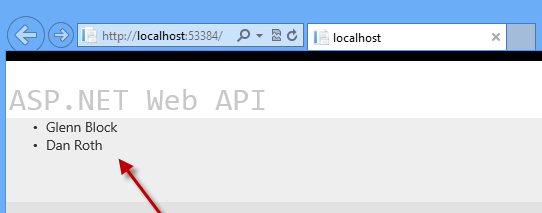 http://localhost:53384/
localhost
ASP.NET Web API
• Glenn Block
• Dan Roth